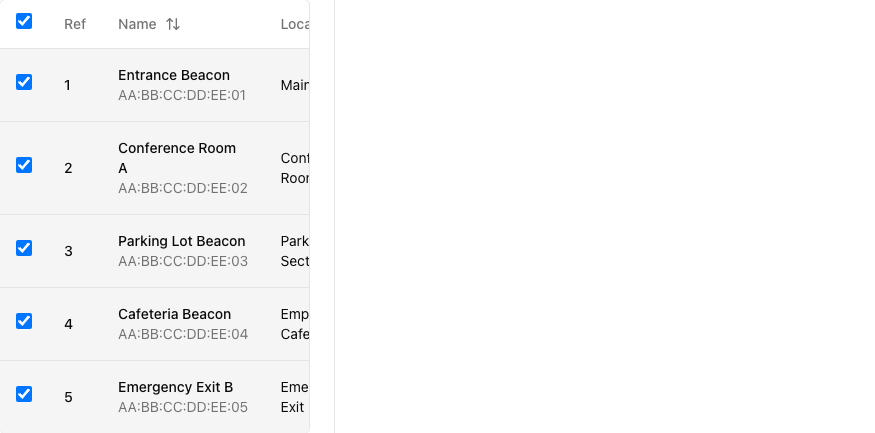 Ref Name Loca
1 Entrance Beacon Main
AA:BB:CC:DD:EE:01
Conference Room Conf
2 A Room
AA:BB:CC:DD:EE:02
3 Parking Lot Beacon Park
AA:BB:CC:DD:EE:03 Sect
4 Cafeteria Beacon Emp
AA:BB:CC:DD:EE:04 Cafe
5 Emergency Exit B Eme
AA:BB:CC:DD:EE:05 Exit